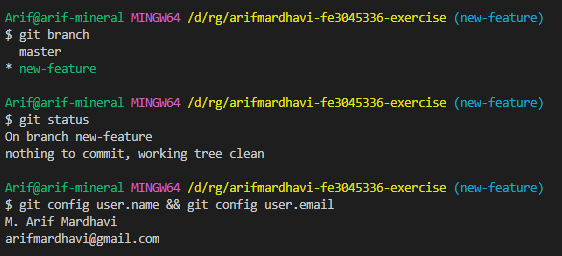 Arif@arif-mineral MINGW64 /d/rg/arifmardhavi-fe3045336-exercise (new-feature)
$ git branch
  master
* new-feature

Arif@arif-mineral MINGW64 /d/rg/arifmardhavi-fe3045336-exercise (new-feature)
$ git status
On branch new-feature
nothing to commit, working tree clean

Arif@arif-mineral MINGW64 /d/rg/arifmardhavi-fe3045336-exercise (new-feature)
$ git config user.name && git config user.email
M. Arif Mardhavi
arifmardhavi@gmail.com